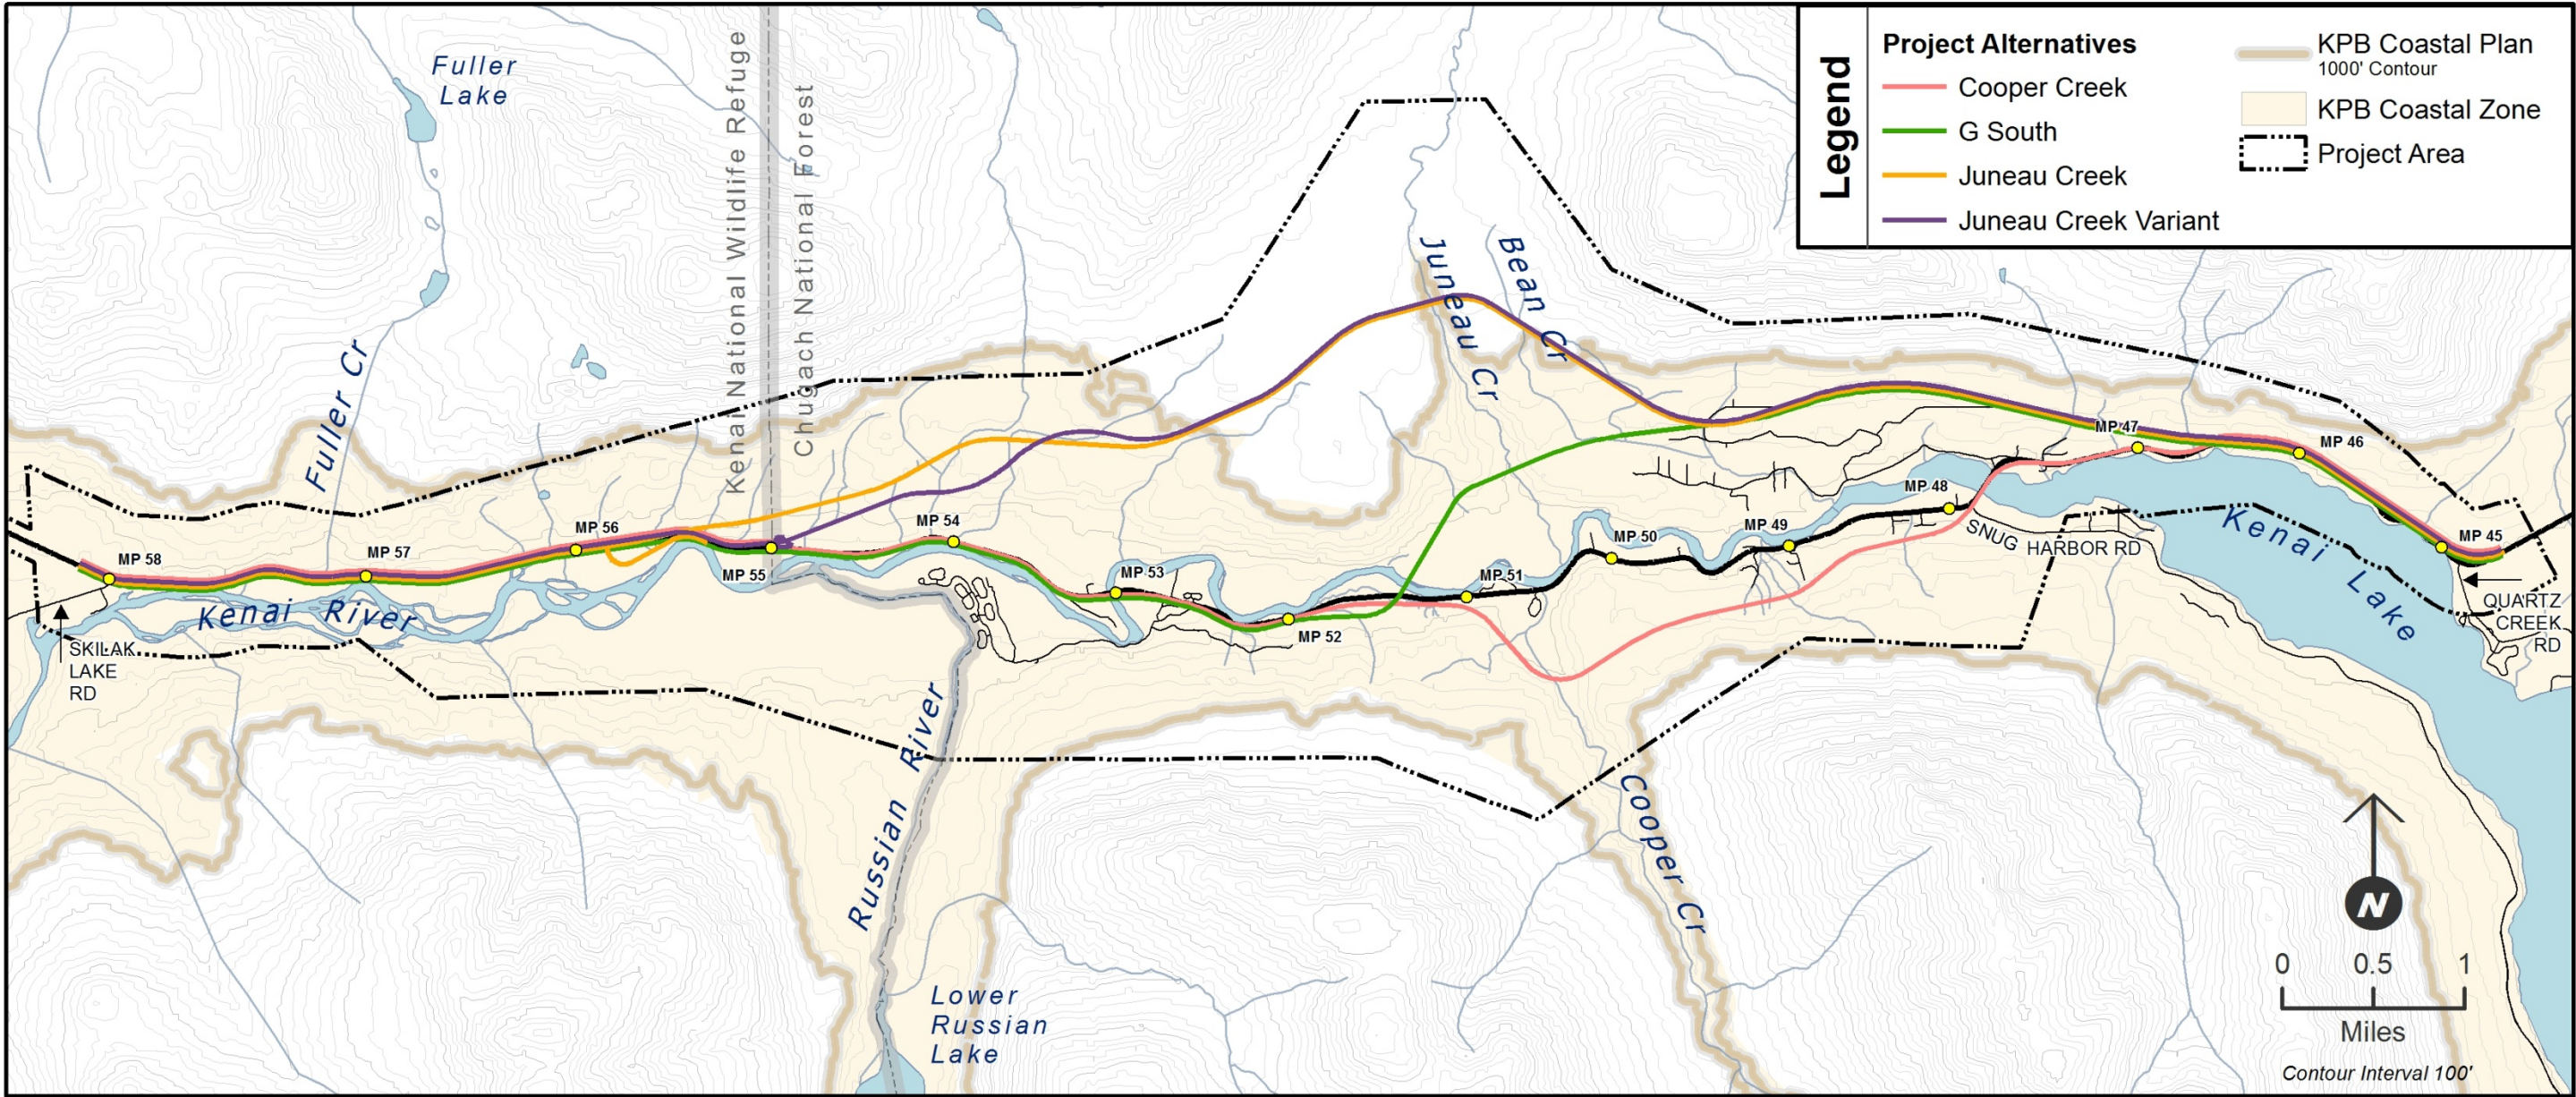 Legend
Project Alternatives
Cooper Creek
G South
Juneau Creek
Juneau Creek Variant
KPB Coastal Plan
1000' Contour
KPB Coastal Zone
Project Area
Fuller
Lake
Kenai National Wildlife Refuge
Chugach National Forest
Fuller Cr
Juneau Cr
Bean Cr
MP 58
MP 57
MP 56
MP 55
MP 54
MP 53
MP 52
MP 51
MP 50
MP 49
MP 48
MP 47
MP 46
MP 45
SNUG HARBOR RD
Kenai Lake
QUARTZ
CREEK
RD
Kenai River
SKILAK
LAKE
RD
Russian River
Cooper Cr
Lower
Russian
Lake
N
0 0.5 1
Miles
Contour Interval 100'